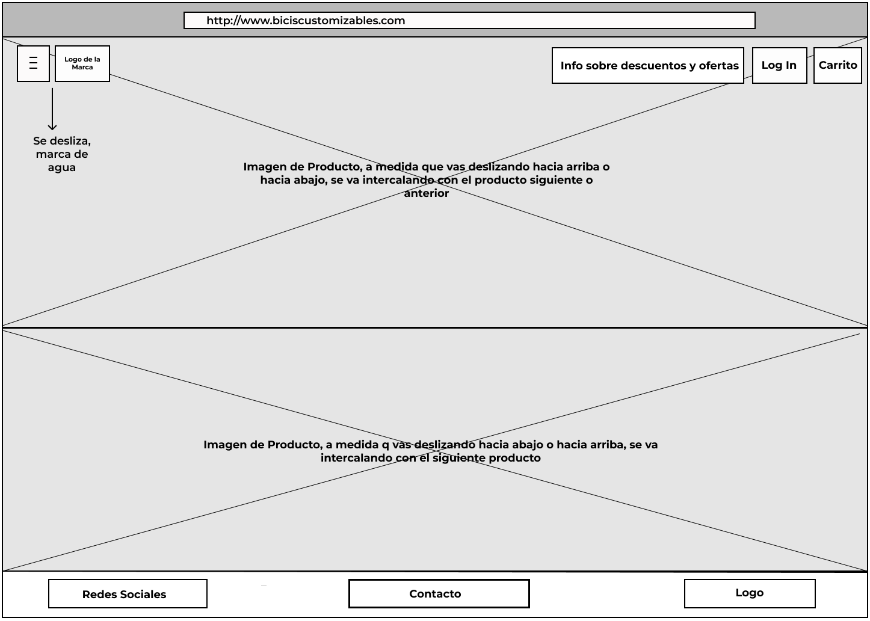 http://www.biciscustomizables.com
Logo de la
Marca
Info sobre descuentos y ofertas
Log In
Carrito
Se desliza,
marca de
agua
Imagen de Producto, a medida que vas deslizando hacia arriba o
hacia abajo, se va intercalando con el producto siguiente o
anterior
Imagen de Producto, a medida q vas deslizando hacia abajo o hacia arriba, se va
intercalando con el siguiente producto
Redes Sociales
Contacto
Logo